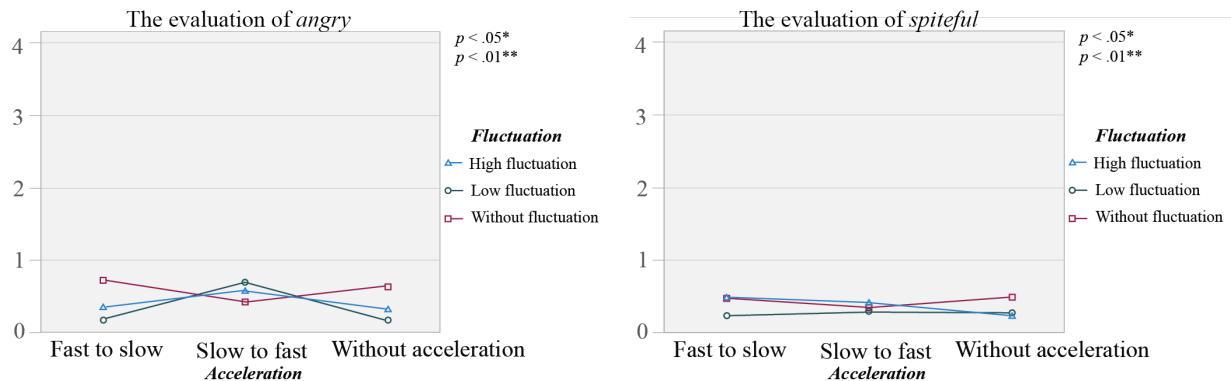 The evaluation of angry
4
3
2
1
0
p < .05*
p < .01**
Fluctuation
High fluctuation
Low fluctuation
Without fluctuation
Fast to slow
Slow to fast
Without acceleration
Acceleration
The evaluation of spiteful
4
3
2
1
0
p < .05*
p < .01**
Fluctuation
High fluctuation
Low fluctuation
Without fluctuation
Fast to slow
Slow to fast
Without acceleration
Acceleration